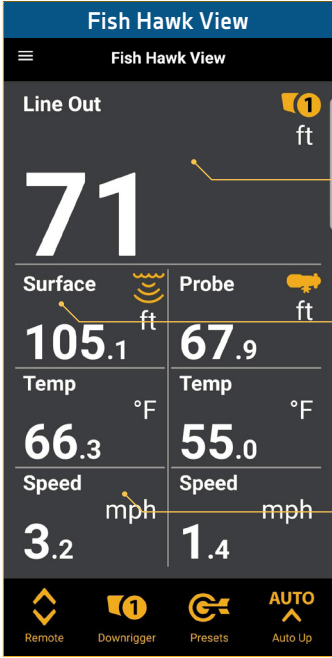 Fish Hawk View
Fish Hawk View
Line Out
1
ft
71
Surface
ft
105.1
Probe
ft
67.9
Temp
°F
66.3
Temp
°F
55.0
Speed
mph
3.2
Speed
mph
1.4
1
AUTO
Remote Downrigger Presets Auto Up